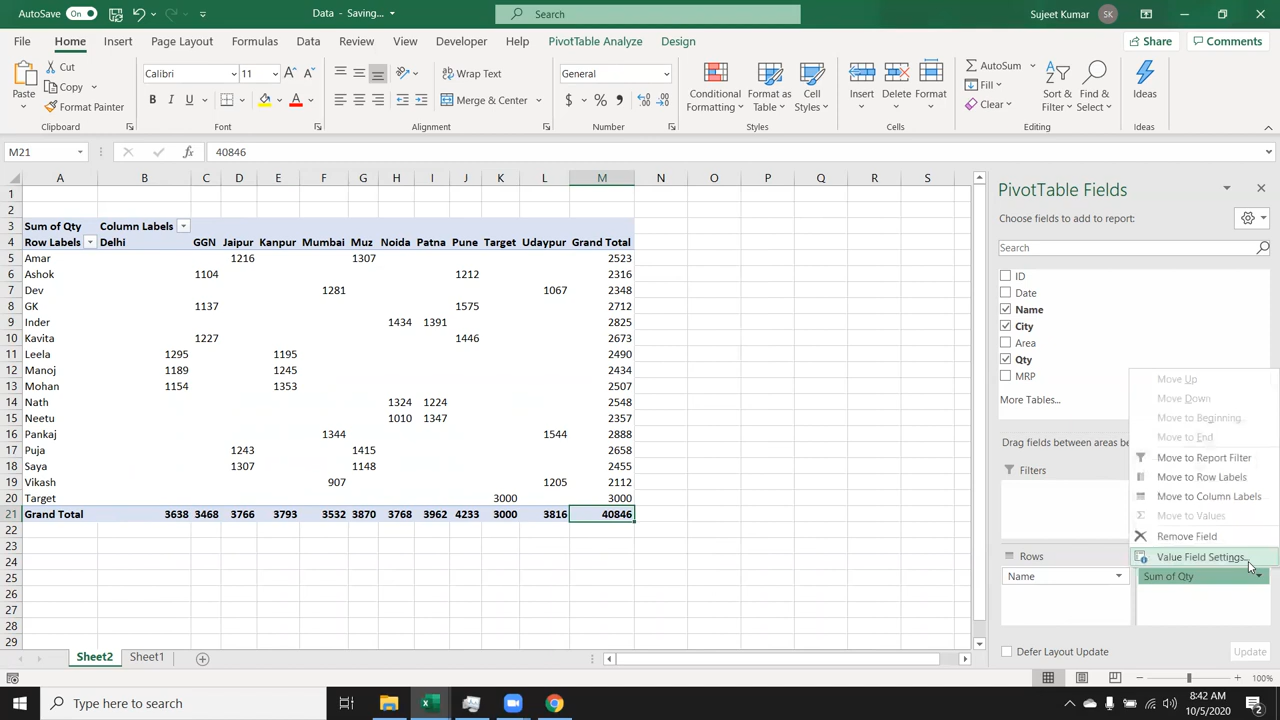 AutoSave On Data - Saving... Search Sujeet Kumar SK
File Home Insert Page Layout Formulas Data Review View Developer Help PivotTable Analyze Design Share Comments
Paste Cut Copy Format Painter Clipboard
Calibri 11 B I U A Font
Wrap Text Merge & Center Alignment
General $ % , Number
Conditional Formatting Format as Table Cell Styles Styles
Insert Delete Format Cells
AutoSum Fill Clear Sort & Filter Find & Select Editing
Ideas Ideas
M21 fx 40846
A B C D E F G H I J K L M N O P Q R S
1
2
3 Sum of Qty Column Labels
4 Row Labels Delhi GGN Jaipur Kanpur Mumbai Muz Noida Patna Pune Target Udaypur Grand Total
5 Amar 1216 1307 2523
6 Ashok 1104 1212 2316
7 Dev 1281 1067 2348
8 GK 1137 1575 2712
9 Inder 1434 1391 2825
10 Kavita 1227 1446 2673
11 Leela 1295 1195 2490
12 Manoj 1189 1245 2434
13 Mohan 1154 1353 2507
14 Nath 1324 1224 2548
15 Neetu 1010 1347 2357
16 Pankaj 1344 1544 2888
17 Puja 1243 1415 2658
18 Saya 1307 1148 2455
19 Vikash 907 1205 2112
20 Target 3000 3000
21 Grand Total 3638 3468 3766 3793 3532 3870 3768 3962 4233 3000 3816 40846
22
23
24
25
26
27
28
29
Sheet2 Sheet1
PivotTable Fields
Choose fields to add to report:
Search
ID
Date
Name
City
Area
Qty
MRP
More Tables...
Drag fields between areas be
Filters
Rows
Name
Sum of Qty
Move Up
Move Down
Move to Beginning
Move to End
Move to Report Filter
Move to Row Labels
Move to Column Labels
Move to Values
Remove Field
Value Field Settings...
Defer Layout Update Update
100%
Type here to search
8:42 AM
10/5/2020
2